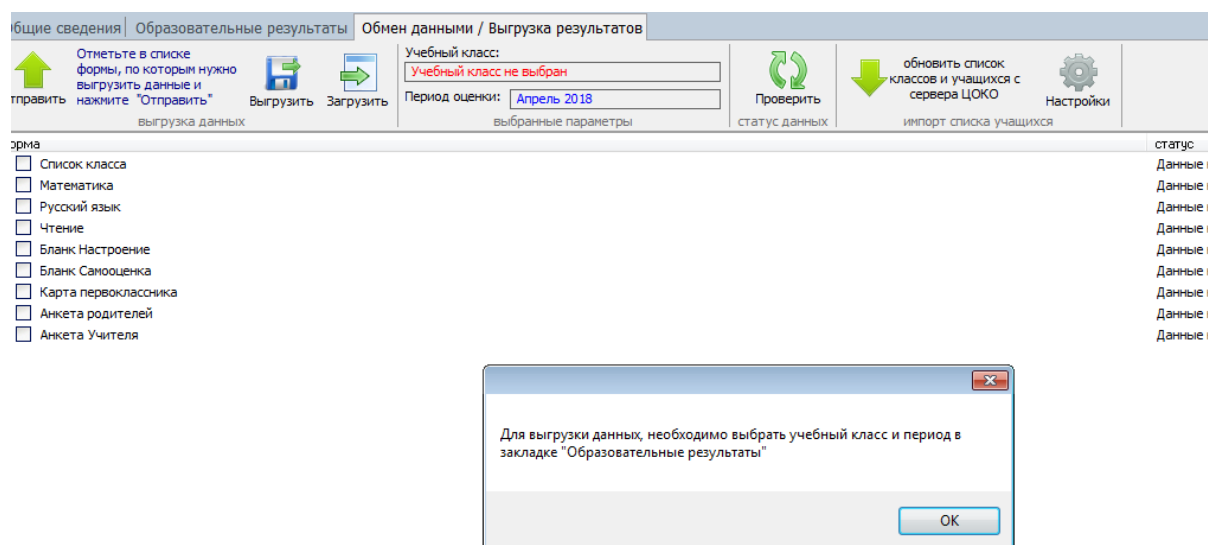 бщие сведения
Образовательные результаты
Обмен данными / Выгрузка результатов
Отметьте в списке
формы, по которым нужно
выгрузить данные и
нажмите "Отправить"
тправить
Выгрузить
Загрузить
выгрузка данных
Учебный класс:
Учебный класс не выбран
Период оценки:
Апрель 2018
выбранные параметры
Проверить
статус данных
обновить список
классов и учащихся с
сервера ЦОКО
Настройки
импорт списка учащихся
орма
статус
Список класса
Данные
Математика
Данные
Русский язык
Данные
Чтение
Данные
Бланк Настроение
Данные
Бланк Самооценка
Данные
Карта первоклассника
Данные
Анкета родителей
Данные
Анкета Учителя
Данные
Для выгрузки данных, необходимо выбрать учебный класс и период в
закладке "Образовательные результаты"
OK